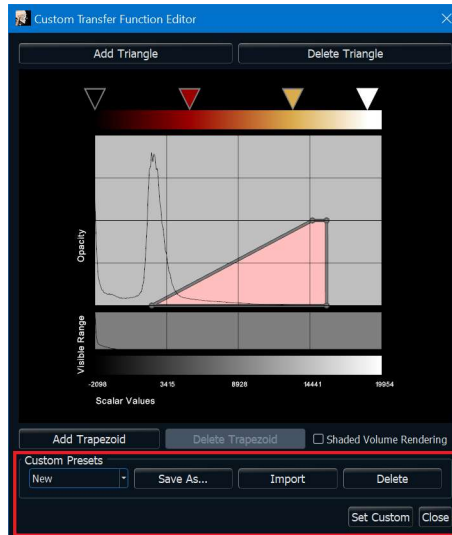 Custom Transfer Function Editor
Add Triangle Delete Triangle
Opacity
Visible Range
-2098 3415 8928 14441 19954
Scalar Values
Add Trapezoid Delete Trapezoid Shaded Volume Rendering
Custom Presets
New Save As... Import Delete
Set Custom Close